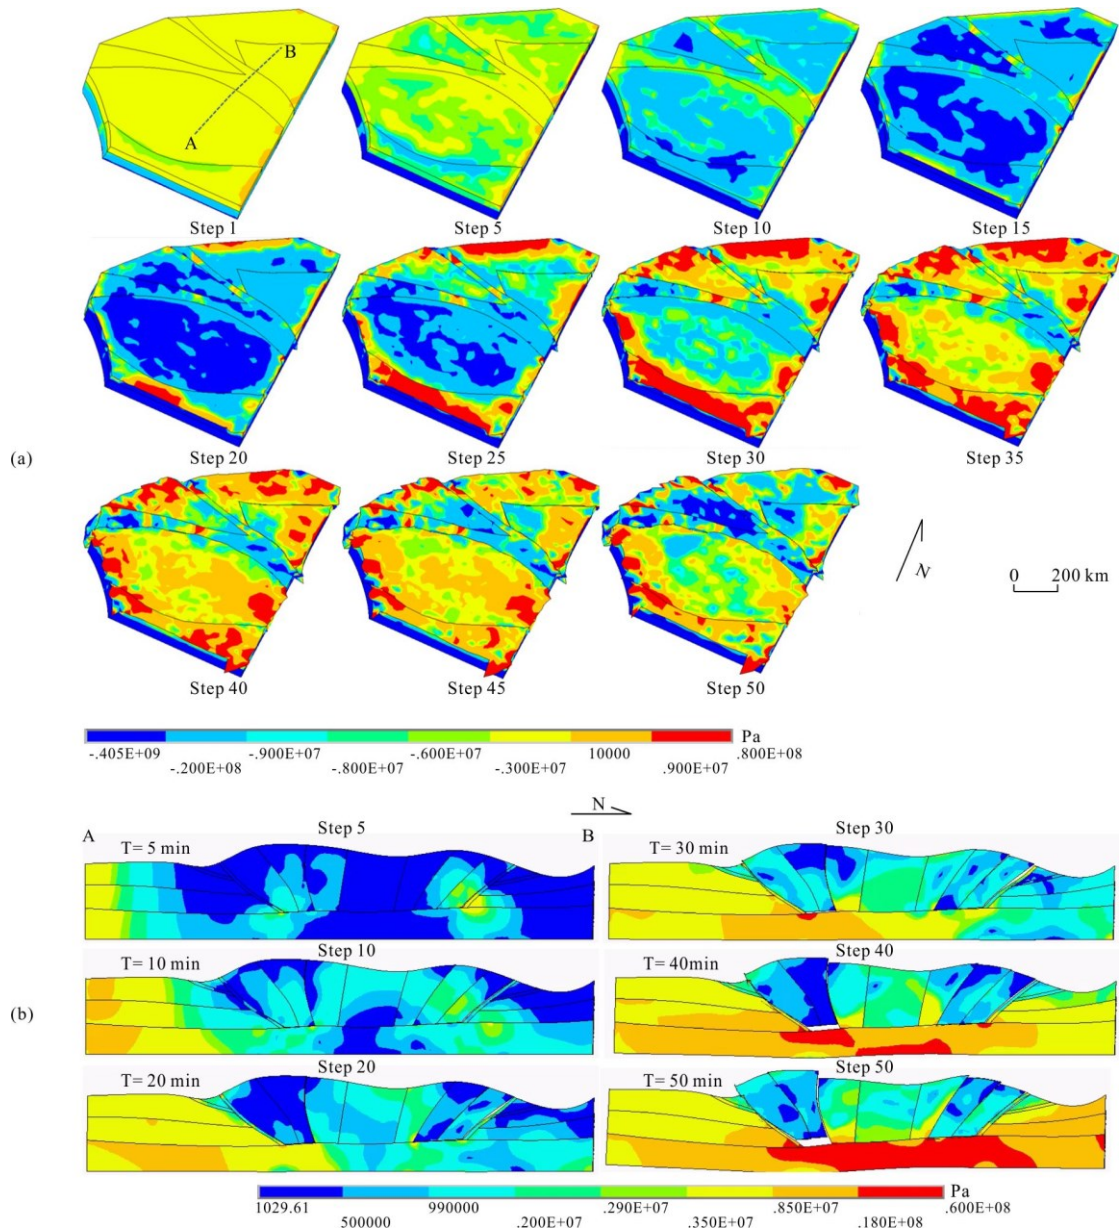 (a)
A
B
Step 1
Step 5
Step 10
Step 15
Step 20
Step 25
Step 30
Step 35
Step 40
Step 45
Step 50
N
0 200 km
Pa
-.405E+09
-.900E+07
-.600E+07
10000
.800E+08
-.200E+08
-.800E+07
-.300E+07
.900E+07
(b)
N
A
B
Step 5
T= 5 min
Step 30
T= 30 min
Step 10
T= 10 min
Step 40
T= 40min
Step 20
T= 20 min
Step 50
T= 50 min
Pa
1029.61
990000
.290E+07
.850E+07
.600E+08
500000
.200E+07
.350E+07
.180E+08